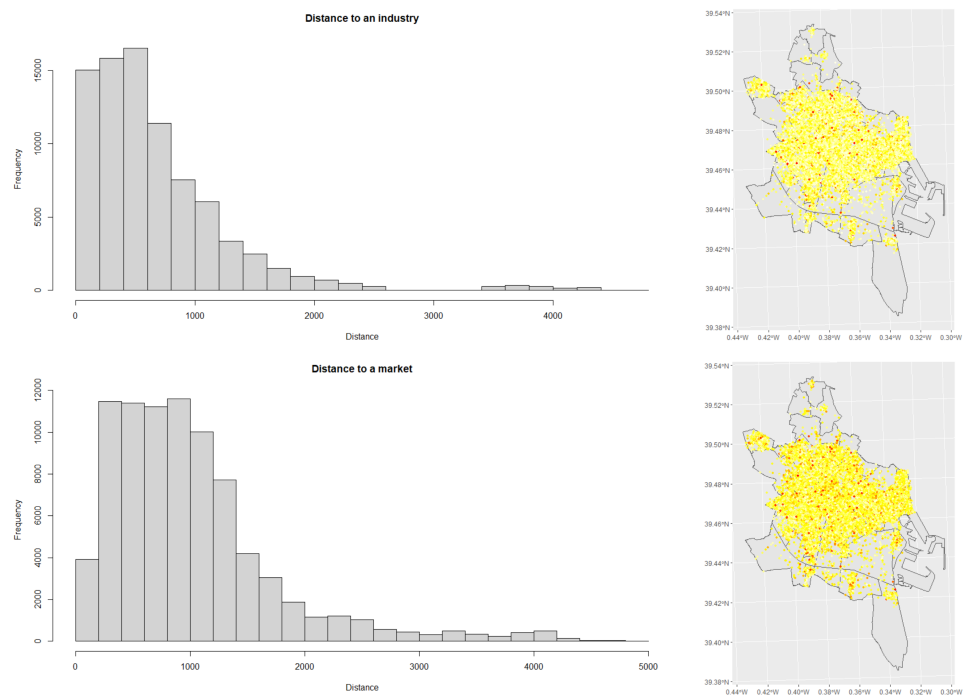 Distance to an industry
Frequency
15000
10000
5000
0
0 1000 2000 3000 4000
Distance
39.54°N
39.52°N
39.50°N
39.48°N
39.46°N
39.44°N
39.42°N
39.40°N
39.38°N
0.44°W 0.42°W 0.40°W 0.38°W 0.36°W 0.34°W 0.32°W 0.30°W
Distance to a market
Frequency
12000
10000
8000
6000
4000
2000
0
0 1000 2000 3000 4000 5000
Distance
39.54°N
39.52°N
39.50°N
39.48°N
39.46°N
39.44°N
39.42°N
39.40°N
39.38°N
0.44°W 0.42°W 0.40°W 0.38°W 0.36°W 0.34°W 0.32°W 0.30°W